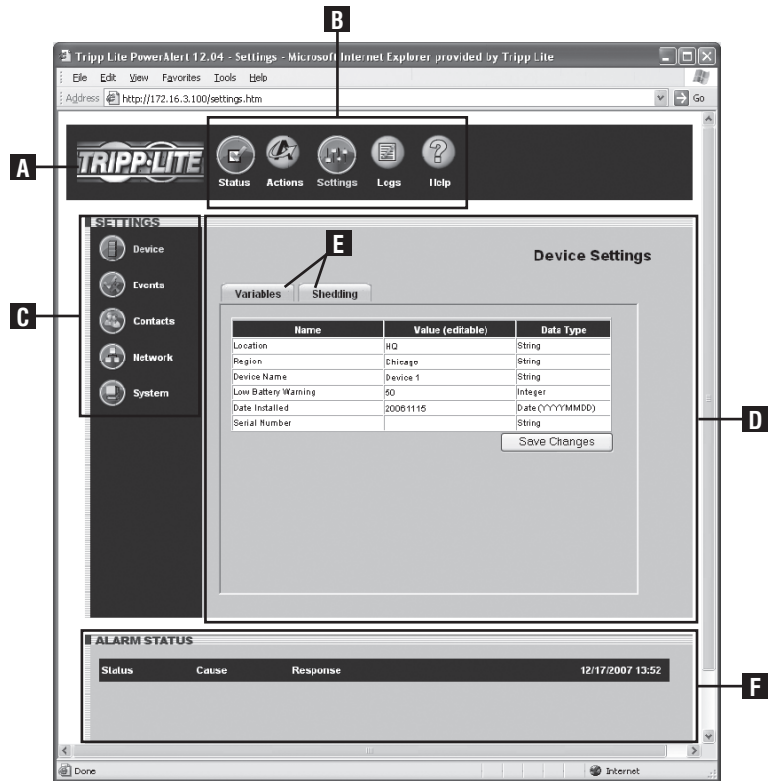 B
Tripp Lite PowerAlert 12.04 - Settings - Microsoft Internet Explorer provided by Tripp Lite
File Edit View Favorites Tools Help
Address http://172.16.3.100/settings.htm Go
A
TRIPP·LITE
Status Actions Settings Logs Help
SETTINGS
Device
Events
Contacts
Network
System
C
Device Settings
E
Variables Shedding
Name Value (editable) Data Type
Location HQ String
Region Chicago String
Device Name Device 1 String
Low Battery Warning 50 Integer
Date Installed 20061115 Date (YYYYMMDD)
Serial Number String
Save Changes
D
ALARM STATUS
Status Cause Response 12/17/2007 13:52
F
Done Internet